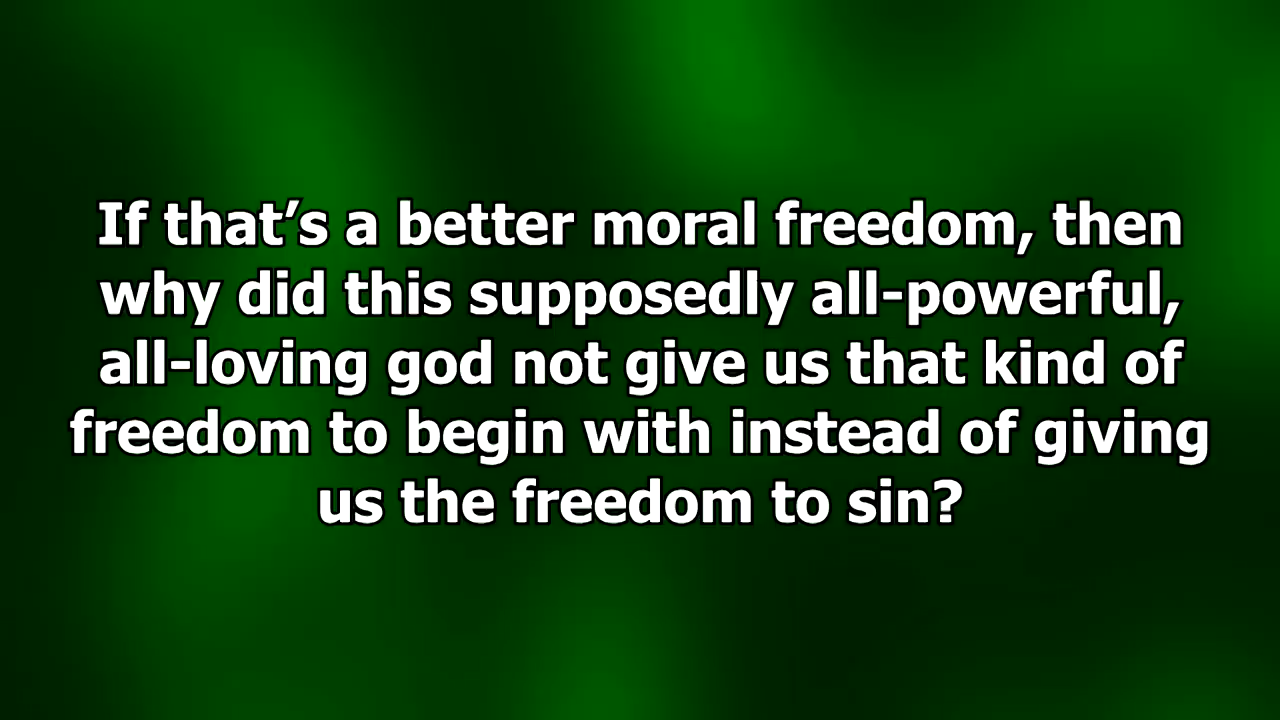 If that’s a better moral freedom, then
why did this supposedly all-powerful,
all-loving god not give us that kind of
freedom to begin with instead of giving
us the freedom to sin?